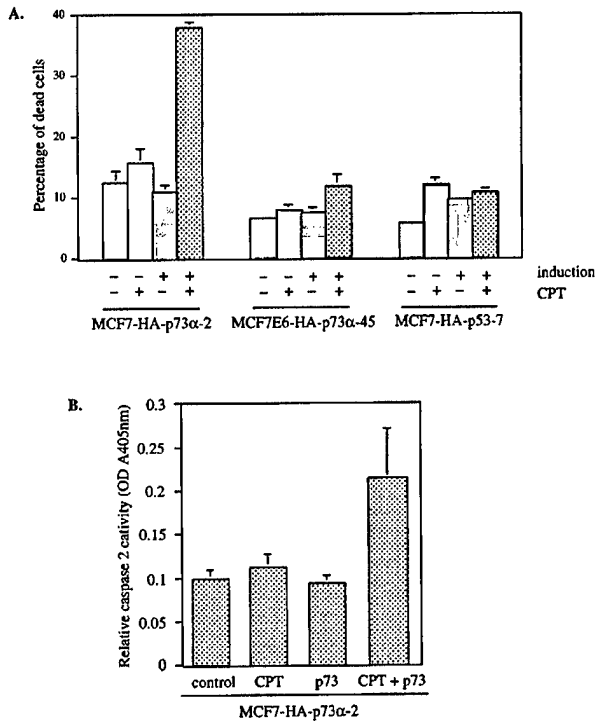 A.
Percentage of dead cells
40
30
20
10
0
– – + + – – + + – – + + induction
– + – + – + – + – + – + CPT
MCF7-HA-p73α-2 MCF7E6-HA-p73α-45 MCF7-HA-p53-7
B.
Relative caspase 2 cativity (OD A405nm)
0.3
0.25
0.2
0.15
0.1
0.05
0
control CPT p73 CPT + p73
MCF7-HA-p73α-2